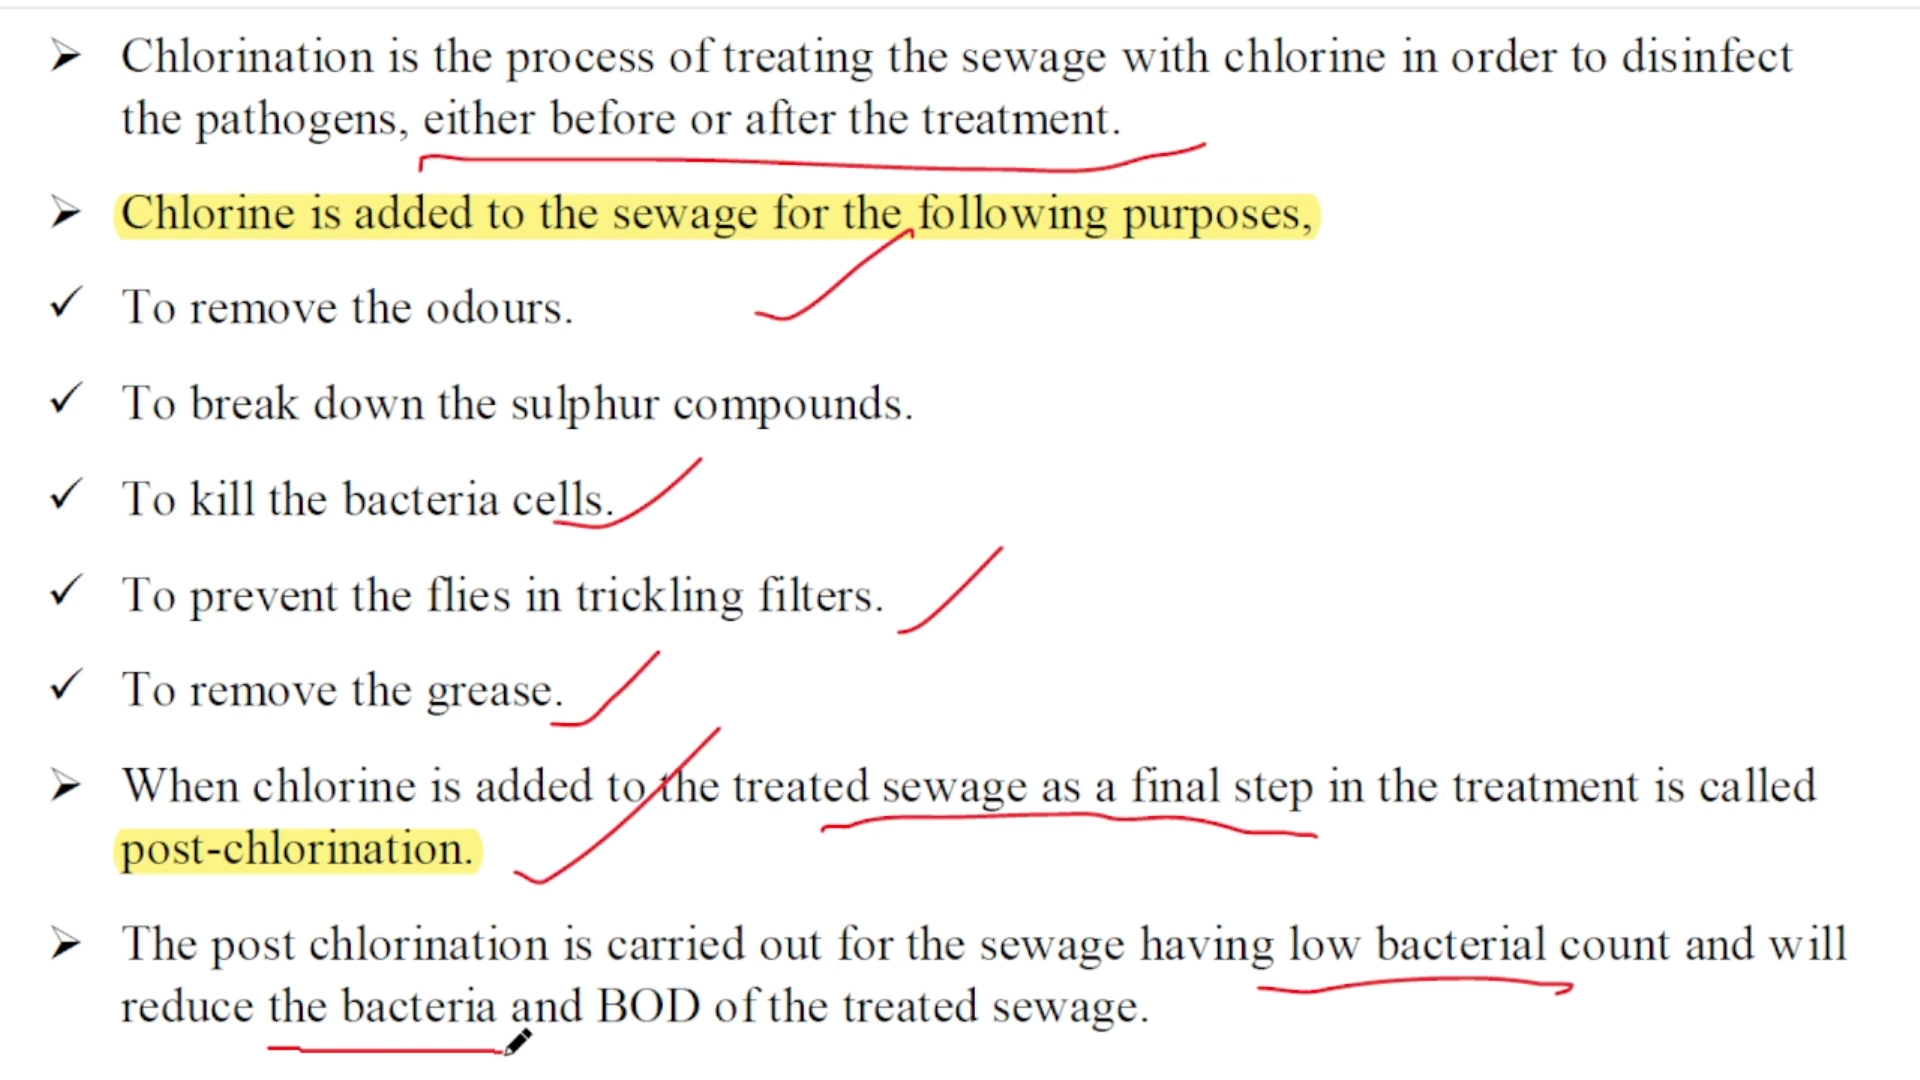 ➢ Chlorination is the process of treating the sewage with chlorine in order to disinfect
the pathogens, either before or after the treatment.
➢ Chlorine is added to the sewage for the following purposes,
✓ To remove the odours.
✓ To break down the sulphur compounds.
✓ To kill the bacteria cells.
✓ To prevent the flies in trickling filters.
✓ To remove the grease.
➢ When chlorine is added to the treated sewage as a final step in the treatment is called
post-chlorination.
➢ The post chlorination is carried out for the sewage having low bacterial count and will
reduce the bacteria and BOD of the treated sewage.